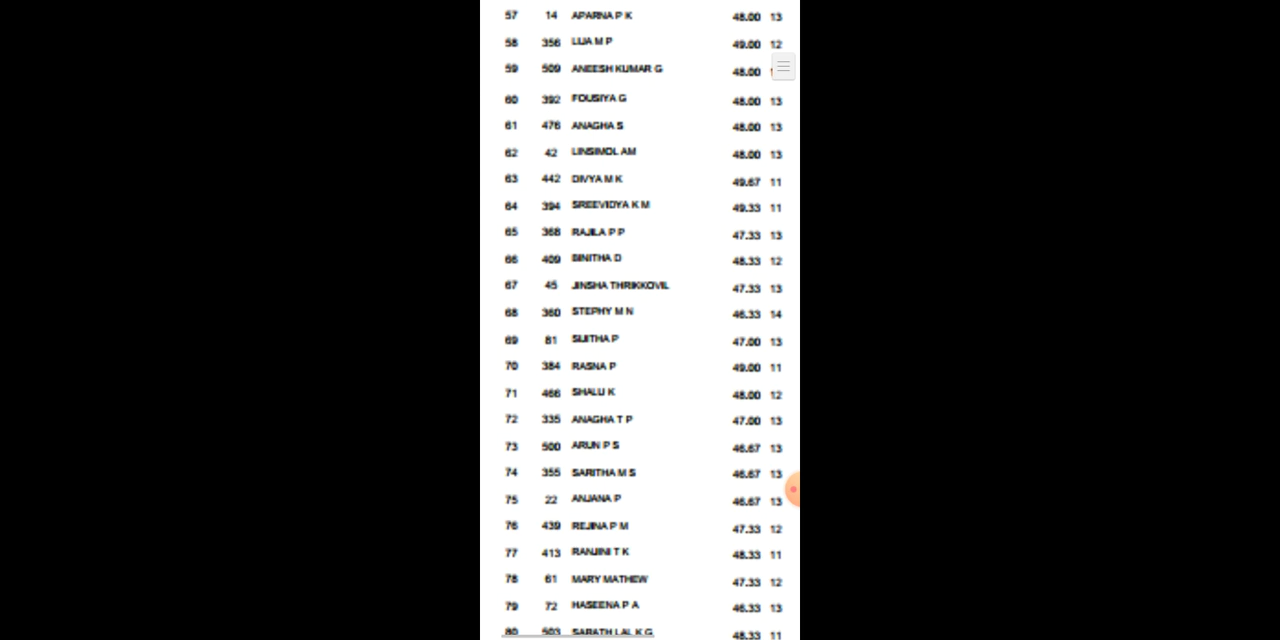 57 14 APARNA P K 48.00 13
58 356 LIJA M P 49.00 12
59 509 ANEESH KUMAR G 48.00
60 392 FOUSIYA G 48.00 13
61 476 ANAGHA S 48.00 13
62 42 LINSIMOL AM 48.00 13
63 442 DIVYA M K 49.67 11
64 394 SREEVIDYA K M 49.33 11
65 368 RAJILA P P 47.33 13
66 409 BINITHA D 48.33 12
67 45 JINSHA THRIKKOVIL 47.33 13
68 360 STEPHY M N 46.33 14
69 81 SIJITHA P 47.00 13
70 384 RASNA P 49.00 11
71 466 SHALU K 48.00 12
72 335 ANAGHA T P 47.00 13
73 500 ARUN P S 46.67 13
74 355 SARITHA M S 46.67 13
75 22 ANJANA P 46.67 13
76 439 REJINA P M 47.33 12
77 413 RANJINI T K 48.33 11
78 61 MARY MATHEW 47.33 12
79 72 HASEENA P A 46.33 13
80 503 SARATH LAL K G 48.33 11